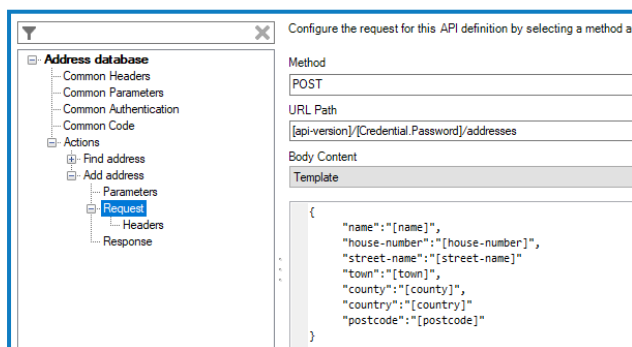 Configure the request for this API definition by selecting a method a
Address database
Common Headers
Common Parameters
Common Authentication
Common Code
Actions
Find address
Add address
Parameters
Request
Headers
Response
Method
POST
URL Path
[api-version]/[Credential.Password]/addresses
Body Content
Template
{
"name":"[name]",
"house-number":"[house-number]",
"street-name":"[street-name]"
"town":"[town]",
"county":"[county]",
"country":"[country]"
"postcode":"[postcode]"
}